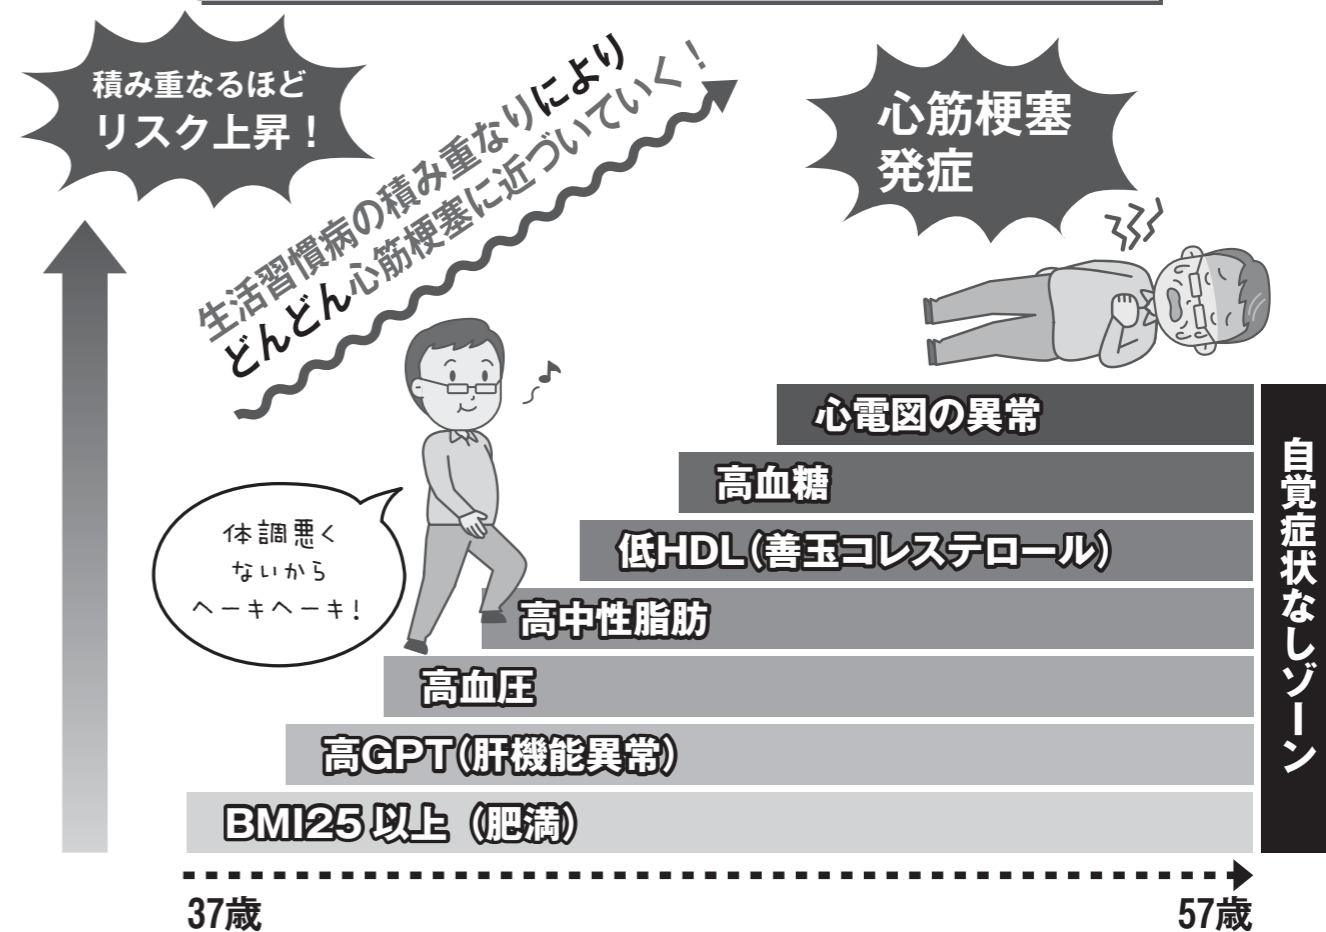 積み重なるほど
リスク上昇！
生活習慣病の積み重なりにより
どんどん心筋梗塞に近づいていく！
心筋梗塞
発症
体調悪く
ないから
ヘーキヘーキ！
心電図の異常
高血糖
低HDL（善玉コレステロール）
高中性脂肪
高血圧
高GPT（肝機能異常）
BMI25以上（肥満）
自覚症状なしゾーン
37歳
57歳